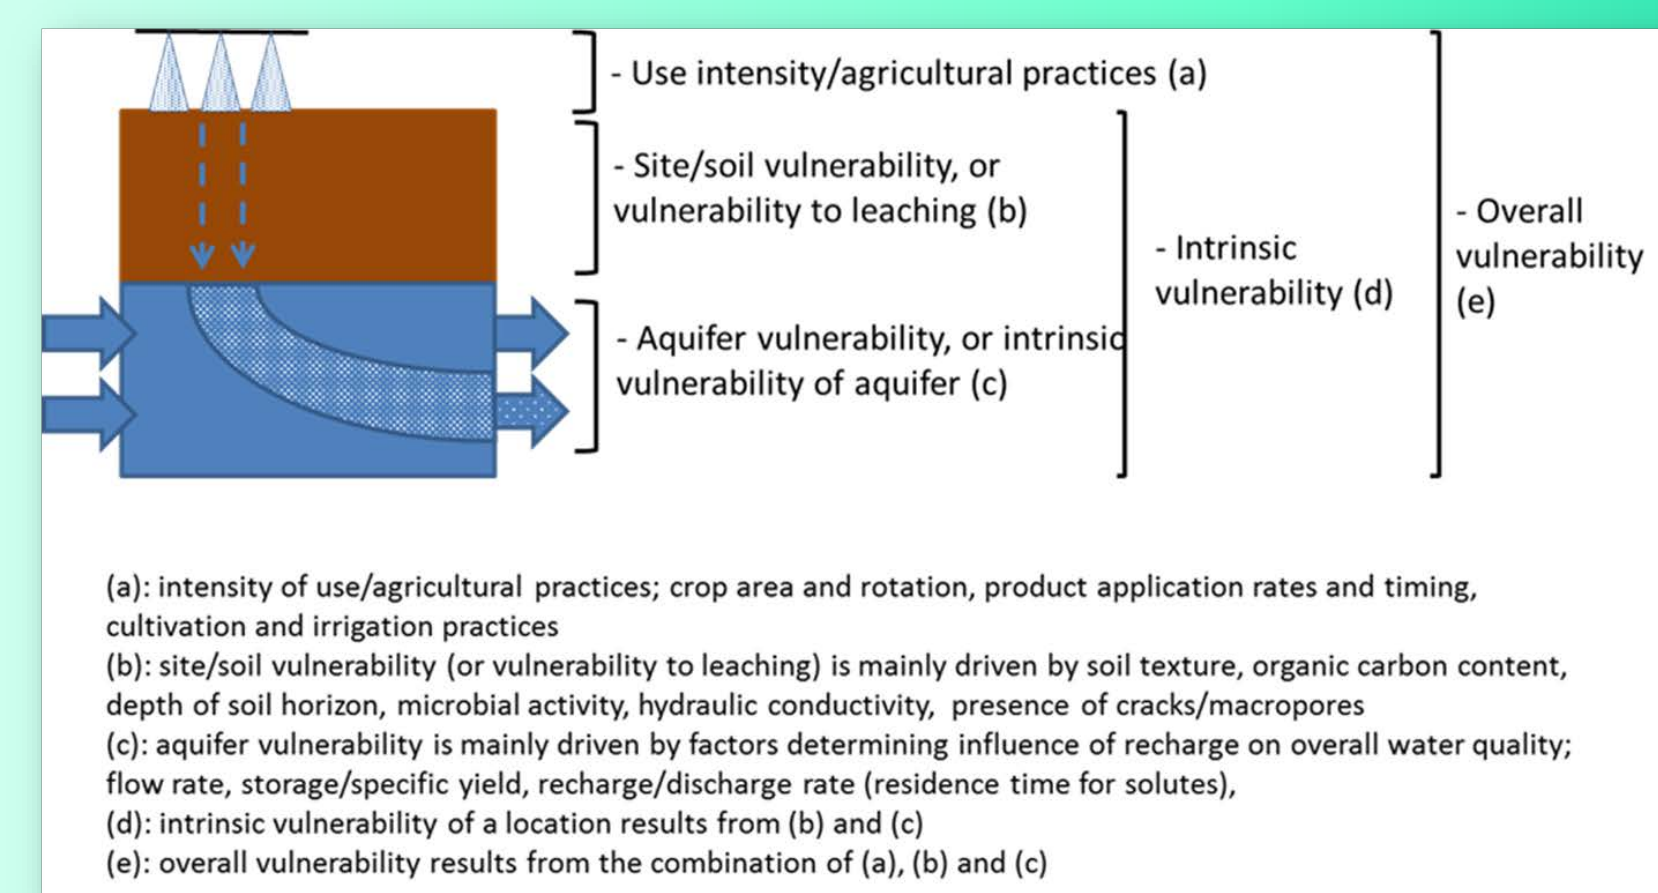 - Use intensity/agricultural practices (a)
- Site/soil vulnerability, or
vulnerability to leaching (b)
- Aquifer vulnerability, or intrinsic
vulnerability of aquifer (c)
- Intrinsic
vulnerability (d)
- Overall
vulnerability
(e)
(a): intensity of use/agricultural practices; crop area and rotation, product application rates and timing,
cultivation and irrigation practices
(b): site/soil vulnerability (or vulnerability to leaching) is mainly driven by soil texture, organic carbon content,
depth of soil horizon, microbial activity, hydraulic conductivity,  presence of cracks/macropores
(c): aquifer vulnerability is mainly driven by factors determining influence of recharge on overall water quality;
flow rate, storage/specific yield, recharge/discharge rate (residence time for solutes),
(d): intrinsic vulnerability of a location results from (b) and (c)
(e): overall vulnerability results from the combination of (a), (b) and (c)